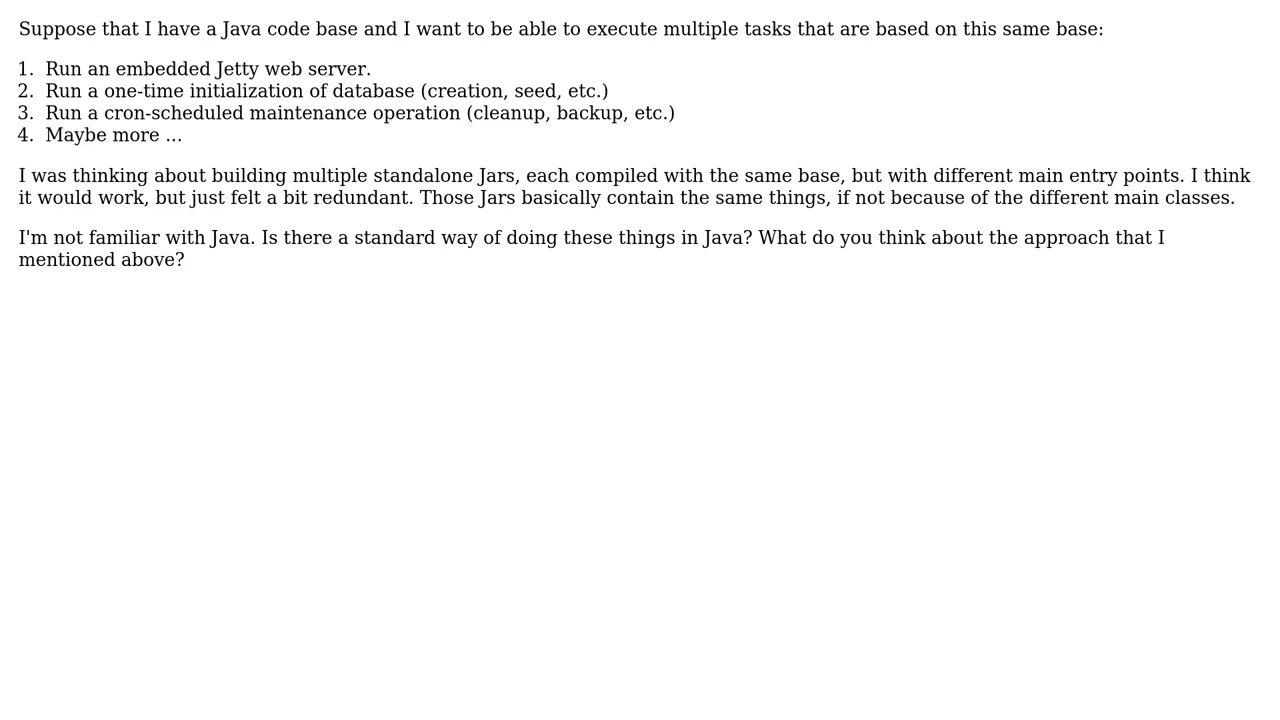 Suppose that I have a Java code base and I want to be able to execute multiple tasks that are based on this same base:
1. Run an embedded Jetty web server.
2. Run a one-time initialization of database (creation, seed, etc.)
3. Run a cron-scheduled maintenance operation (cleanup, backup, etc.)
4. Maybe more ...
I was thinking about building multiple standalone Jars, each compiled with the same base, but with different main entry points. I think
it would work, but just felt a bit redundant. Those Jars basically contain the same things, if not because of the different main classes.
I'm not familiar with Java. Is there a standard way of doing these things in Java? What do you think about the approach that I
mentioned above?